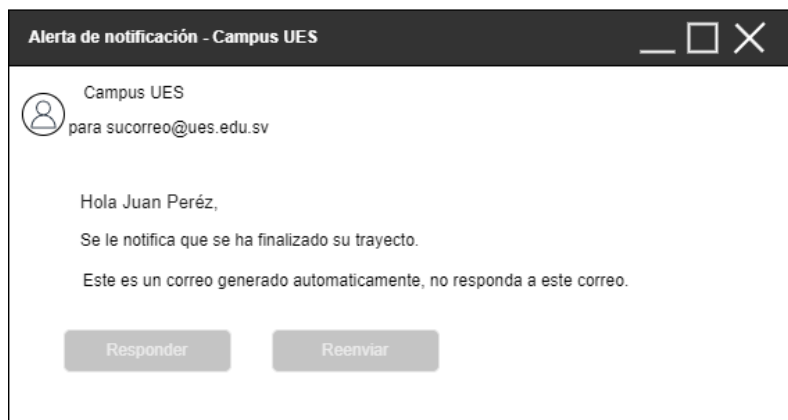 Alerta de notificación - Campus UES
Campus UES
para sucorreo@ues.edu.sv
Hola Juan Peréz,
Se le notifica que se ha finalizado su trayecto.
Este es un correo generado automaticamente, no responda a este correo.
Responder
Reenviar